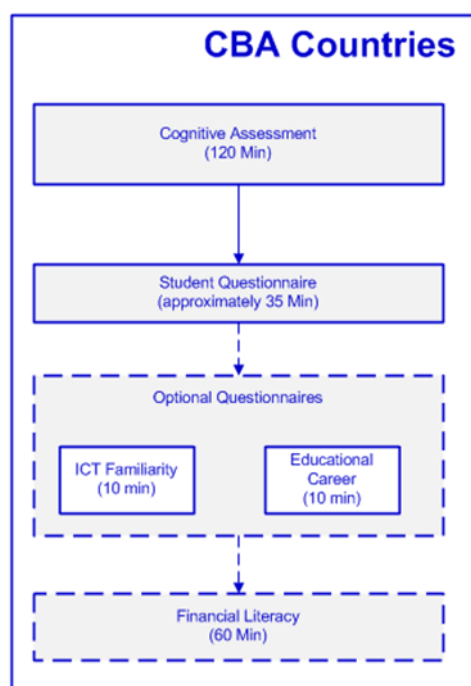 CBA Countries
Cognitive Assessment
(120 Min)
Student Questionnaire
(approximately 35 Min)
Optional Questionnaires
ICT Familiarity
(10 min)
Educational
Career
(10 min)
Financial Literacy
(60 Min)